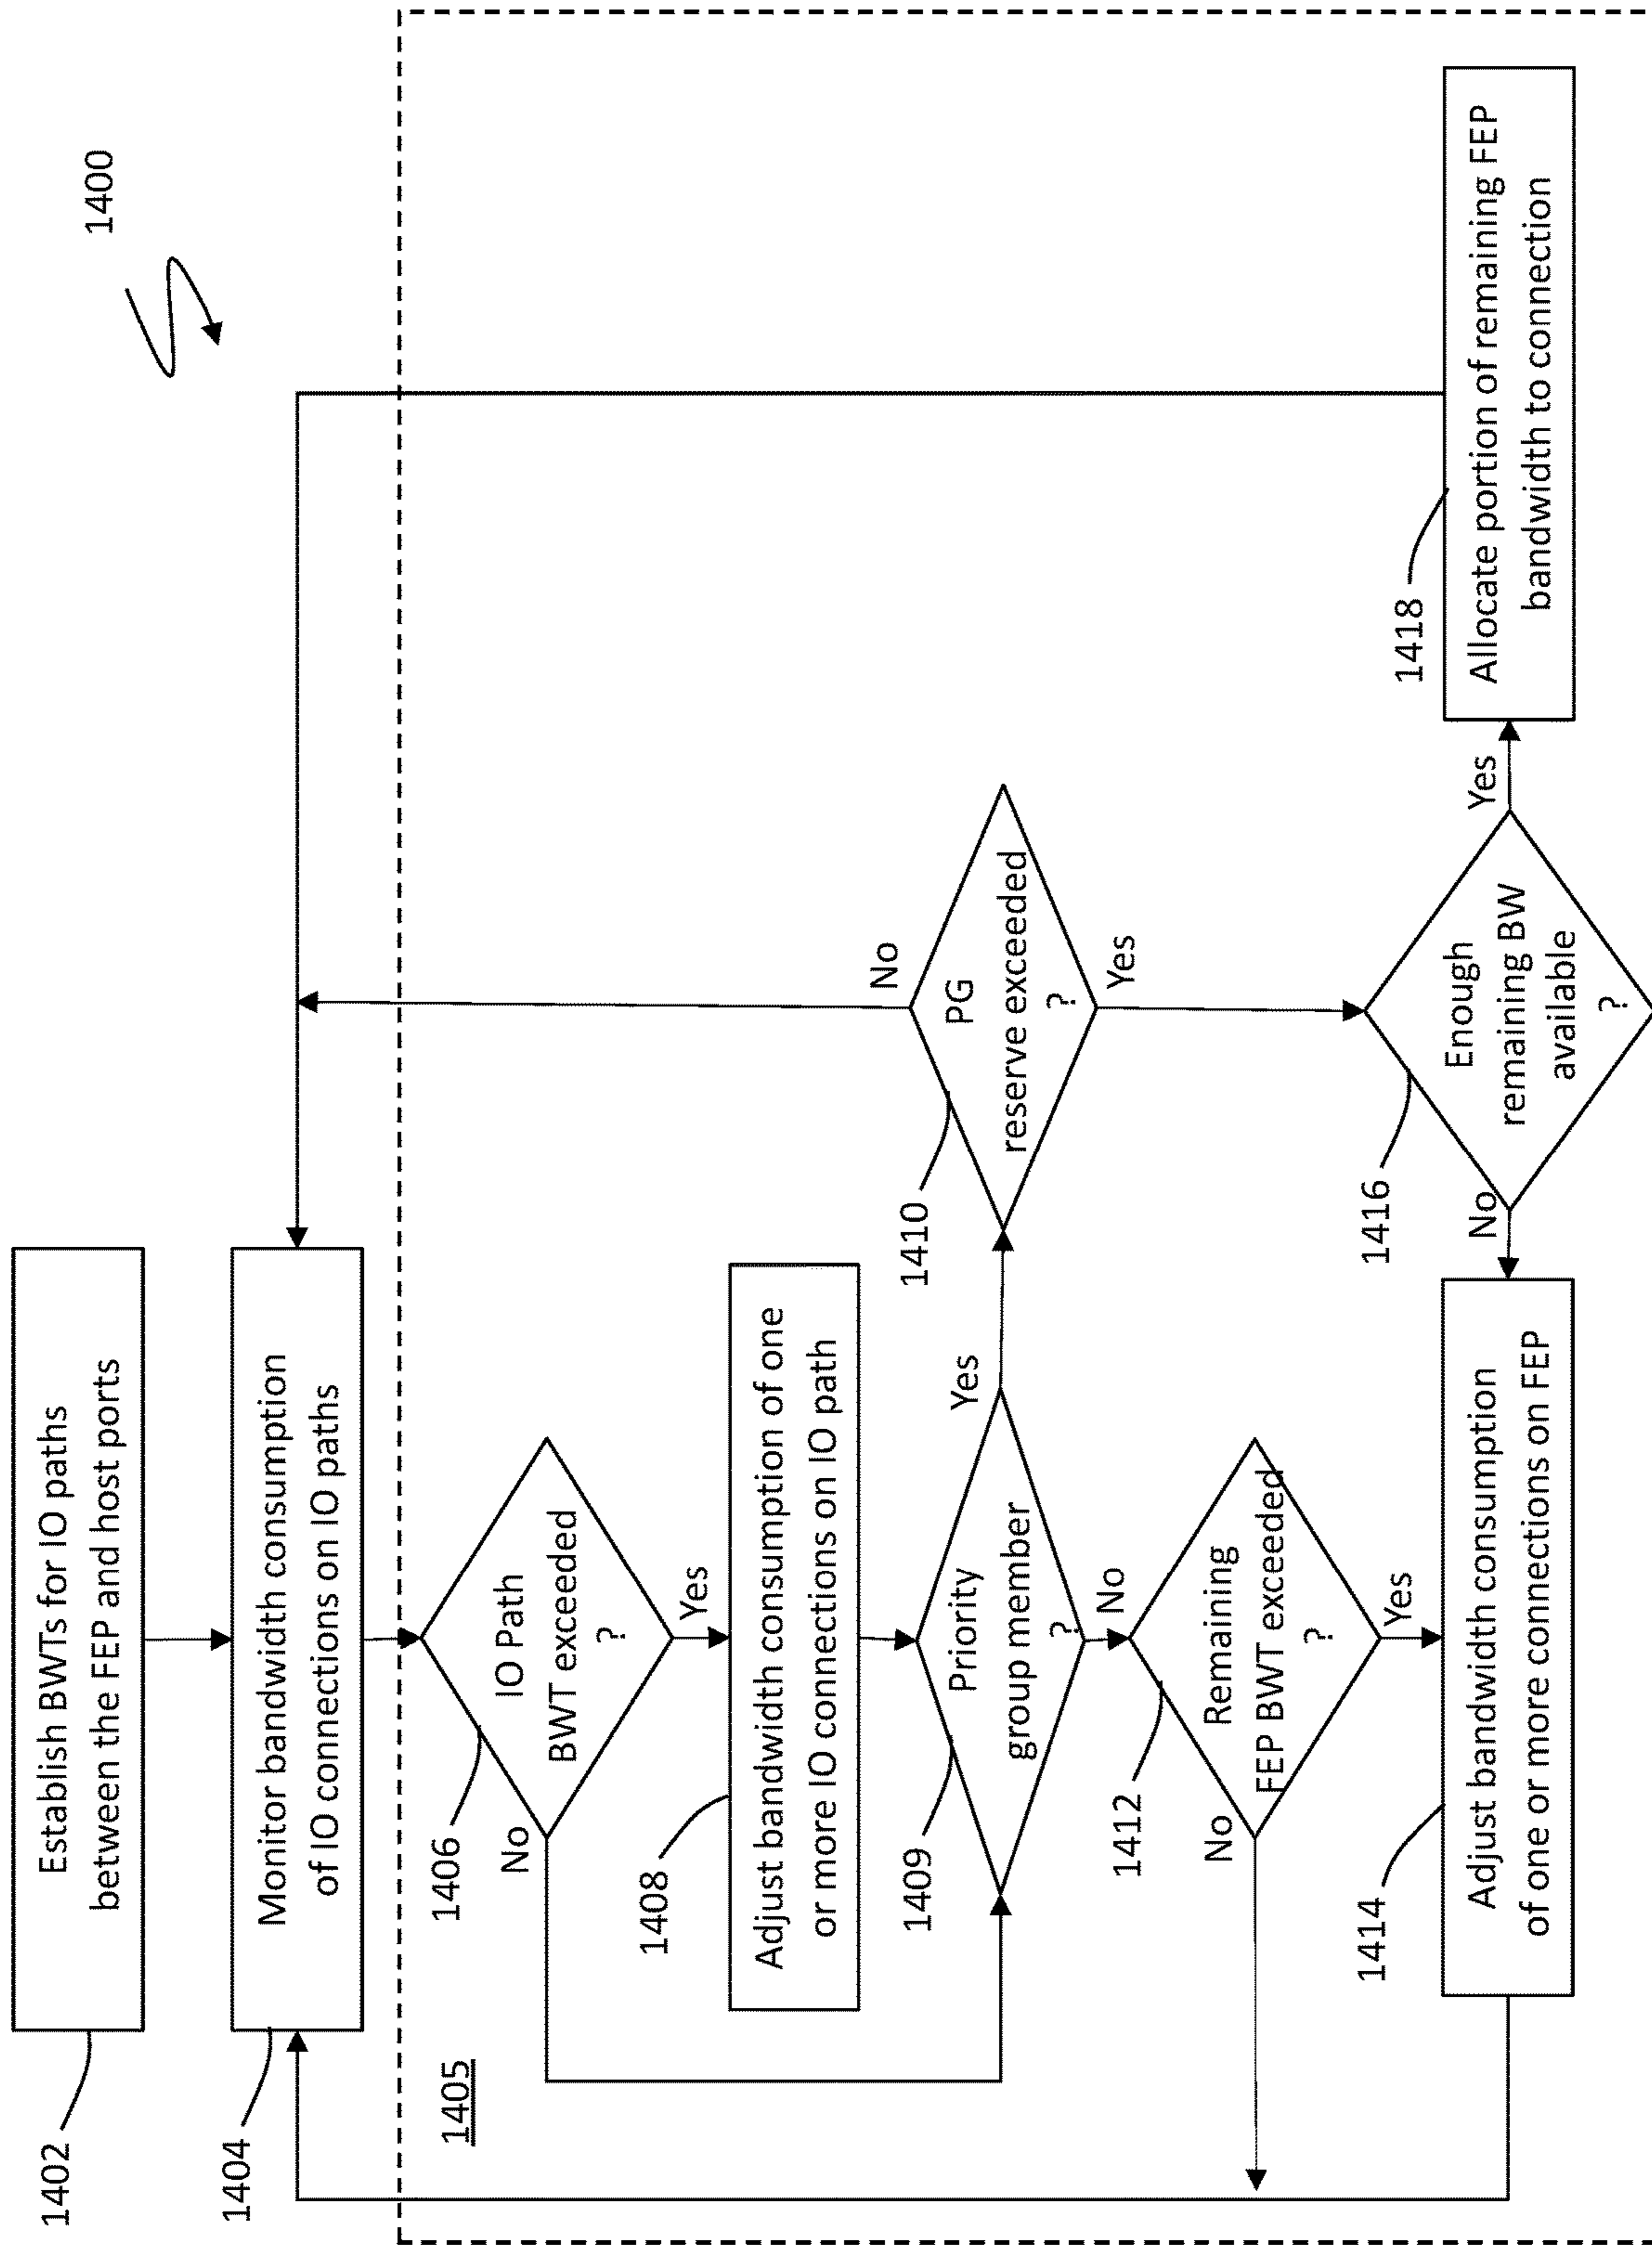 1400
1402
Establish BWTs for IO paths
between the FEP and host ports
1404
Monitor bandwidth consumption
of IO connections on IO paths
1405
1406
IO Path
BWT exceeded
?
No
Yes
1408
Adjust bandwidth consumption of one
or more IO connections on IO path
1409
Priority
group member
?
Yes
No
1410
PG
reserve exceeded
?
No
Yes
1412
Remaining
FEP BWT exceeded
?
No
Yes
1414
Adjust bandwidth consumption
of one or more connections on FEP
1416
Enough
remaining BW
available
?
No
Yes
1418
Allocate portion of remaining FEP
bandwidth to connection